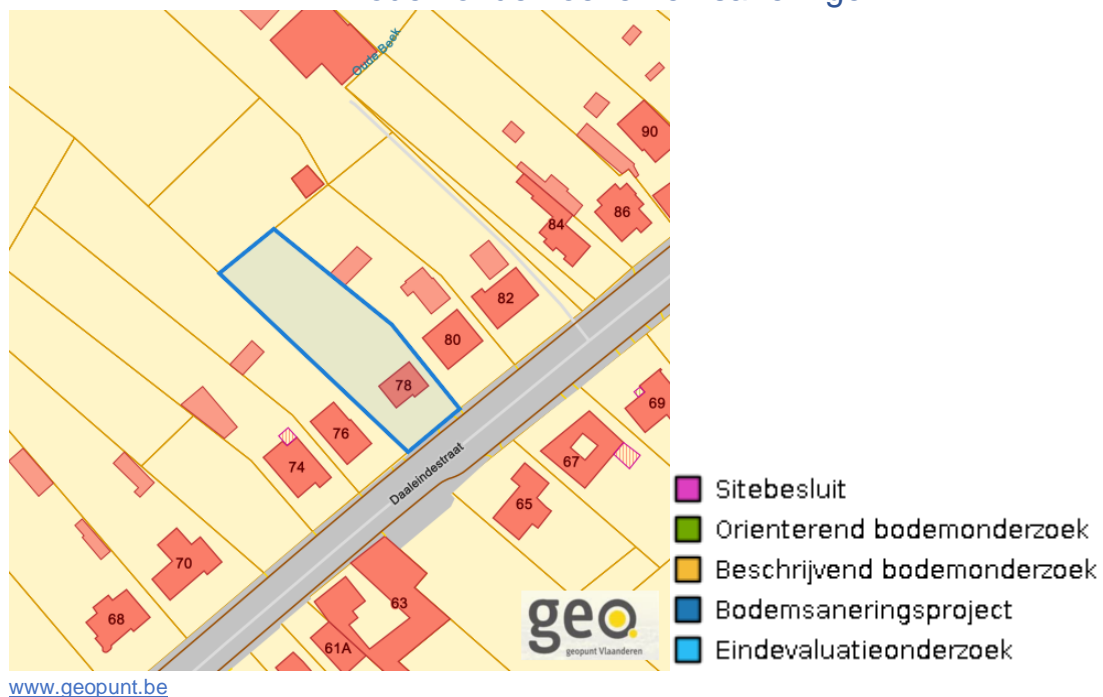 Oude Beek
90
86
84
82
80
78
76
74
69
67
65
70
68
63
61A
Daaleindestraat
geo
geopunt Vlaanderen
Sitebesluit
Orienterend bodemonderzoek
Beschrijvend bodemonderzoek
Bodemsaneringsproject
Eindevaluatieonderzoek
www.geopunt.be